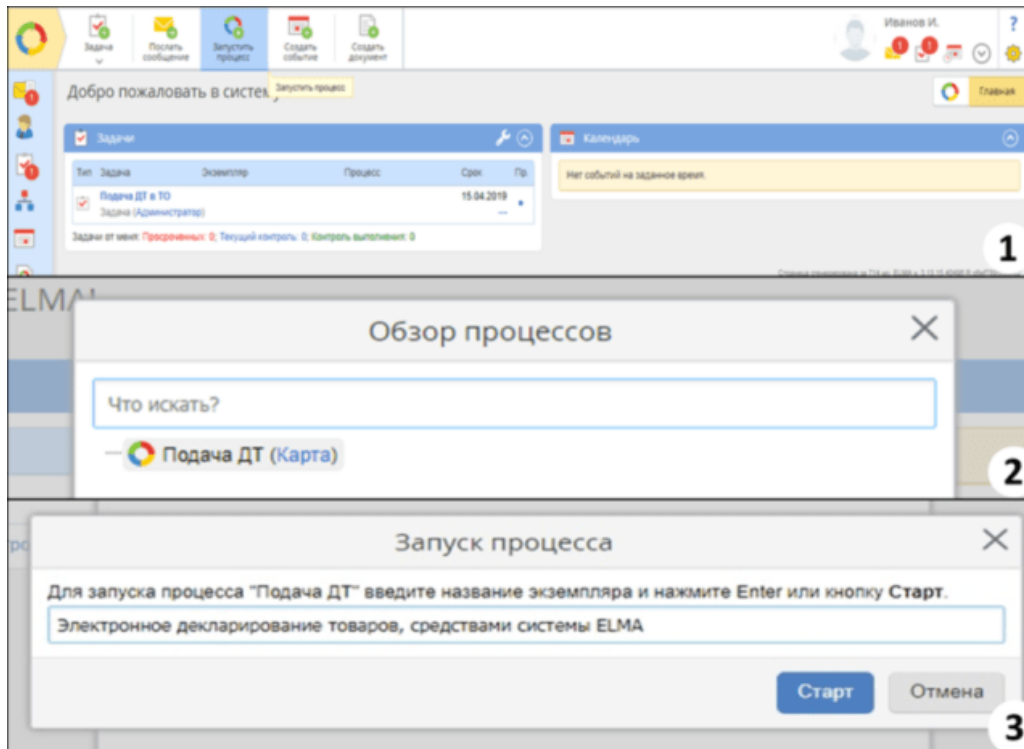 Задача
Послать сообщение
Запустить процесс
Создать событие
Создать документ
Иванов И.
?
1
1
1
Добро пожаловать в систему
Запустить процесс
Главная
1
Задачи
Календарь
Тип Задача Экземпляр Процесс Срок Пр.
Нет событий на заданное время.
Подача ДТ в ТО 15.04.2019
Задача (Администратор)
Задачи от меня: Просроченных: 0; Текущий контроль: 0; Контроль выполнения: 0
1
ELMA!
Обзор процессов
Что искать?
Подача ДТ (Карта)
2
Запуск процесса
Для запуска процесса "Подача ДТ" введите название экземпляра и нажмите Enter или кнопку Старт.
Электронное декларирование товаров, средствами системы ELMA
Старт Отмена
3